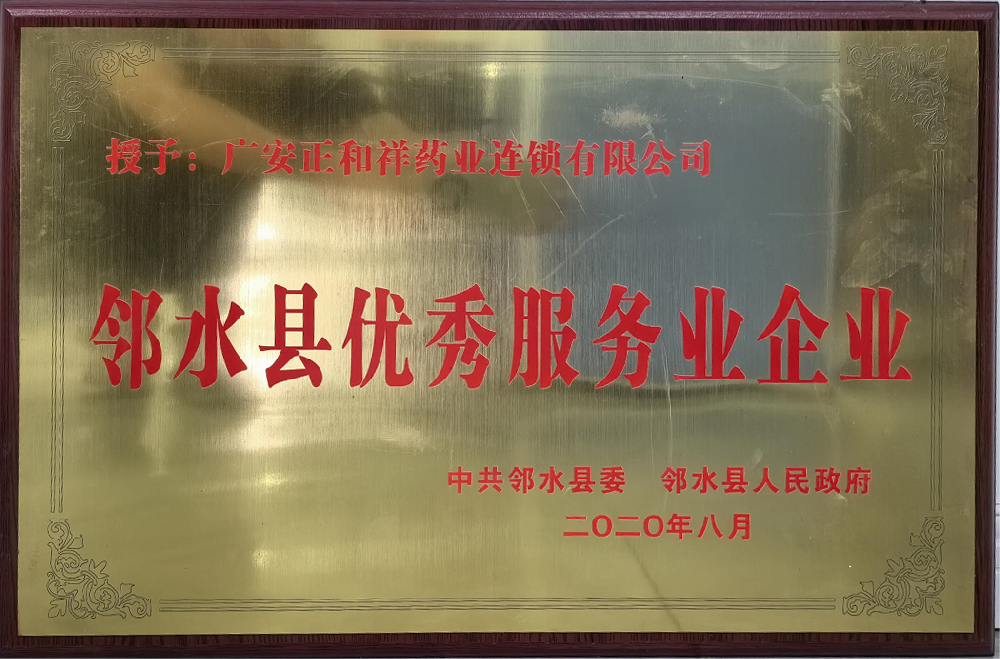 授予：广安正和祥药业连锁有限公司
邻水县优秀服务业企业
中共邻水县委　邻水县人民政府
二〇二〇年八月